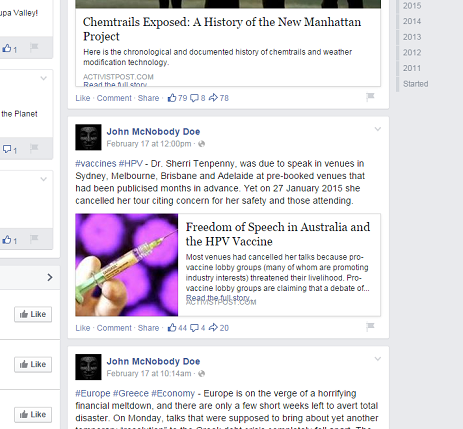 upa Valley!
1
the Planet
1
1
Like
Like
Like
Chemtrails Exposed: A History of the New Manhattan
Project
Here is the chronological and documented history of chemtrails and weather
modification technology.
ACTIVISTPOST.COM
Read the full story
Like · Comment · Share · 79 8 78
John McNobody Doe
February 17 at 12:00pm ·
#vaccines #HPV - Dr. Sherri Tenpenny, was due to speak in venues in
Sydney, Melbourne, Brisbane and Adelaide at pre-booked venues that
had been publicised months in advance. Yet on 27 January 2015 she
cancelled her tour citing concern for her safety and those attending.
Freedom of Speech in Australia and
the HPV Vaccine
Most venues had cancelled her talks because pro-
vaccine lobby groups (many of whom are promoting
industry interests) threatened their livelihood. Pro-
vaccine lobby groups are claiming that a debate of...
Read the full story
ACTIVISTPOST.COM
Like · Comment · Share · 44 4 20
John McNobody Doe
February 17 at 10:14am ·
#Europe #Greece #Economy - Europe is on the verge of a horrifying
financial meltdown, and there are only a few short weeks left to avert total
disaster. On Monday, talks that were supposed to bring about yet another
2015
2014
2013
2012
2011
Started